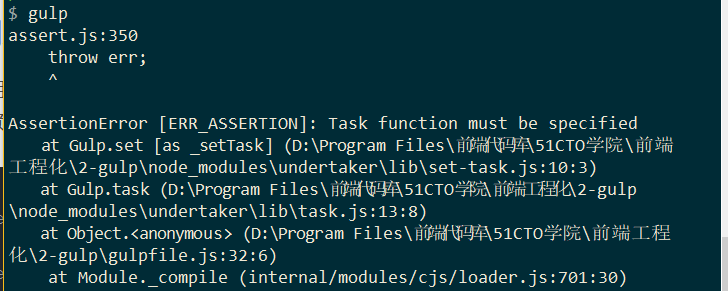 $ gulp
assert.js:350
    throw err;
    ^

AssertionError [ERR_ASSERTION]: Task function must be specified
    at Gulp.set [as _setTask] (D:\Program Files\前端代码库\51CTO学院\前端
工程化\2-gulp\node_modules\undertaker\lib\set-task.js:10:3)
    at Gulp.task (D:\Program Files\前端代码库\51CTO学院\前端工程化\2-gulp
\node_modules\undertaker\lib\task.js:13:8)
    at Object.<anonymous> (D:\Program Files\前端代码库\51CTO学院\前端工程
化\2-gulp\gulpfile.js:32:6)
    at Module._compile (internal/modules/cjs/loader.js:701:30)